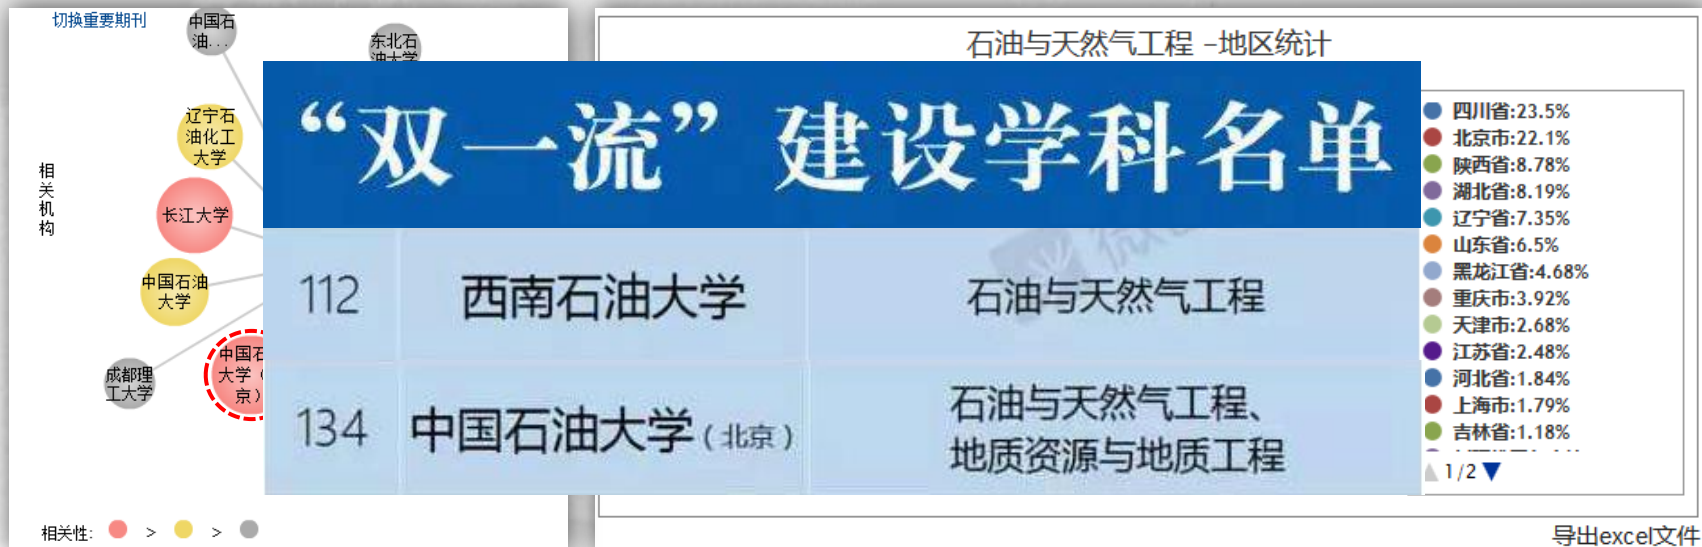 切换重要期刊
中国石
油...
东北石
油大学
辽宁石
油化工
大学
相
关
机
构
长江大学
中国石油
大学
成都理
工大学
中国石
大学（
京）
相关性: > >
石油与天然气工程 -地区统计
“双一流”建设学科名单
112 西南石油大学 石油与天然气工程
134 中国石油大学（北京） 石油与天然气工程、
地质资源与地质工程
四川省:23.5%
北京市:22.1%
陕西省:8.78%
湖北省:8.19%
辽宁省:7.35%
山东省:6.5%
黑龙江省:4.68%
重庆市:3.92%
天津市:2.68%
江苏省:2.48%
河北省:1.84%
上海市:1.79%
吉林省:1.18%
1/2
导出excel文件